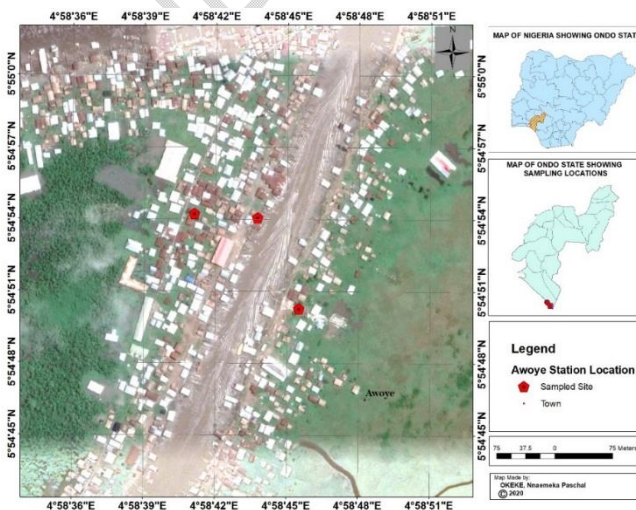 4°58'36"E 4°58'39"E 4°58'42"E 4°58'45"E 4°58'48"E 4°58'51"E
5°55'0"N 5°55'0"N
5°54'57"N 5°54'57"N
5°54'54"N 5°54'54"N
5°54'51"N 5°54'51"N
5°54'48"N 5°54'48"N
5°54'45"N 5°54'45"N
N
Awoye
4°58'36"E 4°58'39"E 4°58'42"E 4°58'45"E 4°58'48"E 4°58'51"E
MAP OF NIGERIA SHOWING ONDO STAT
MAP OF ONDO STATE SHOWING
SAMPLING LOCATIONS
Legend
Awoye Station Location
Sampled Site
Town
75 37.5 0 75 Meters
Map Made by:
OKEKE, Nnaemeka Paschal
© 2020